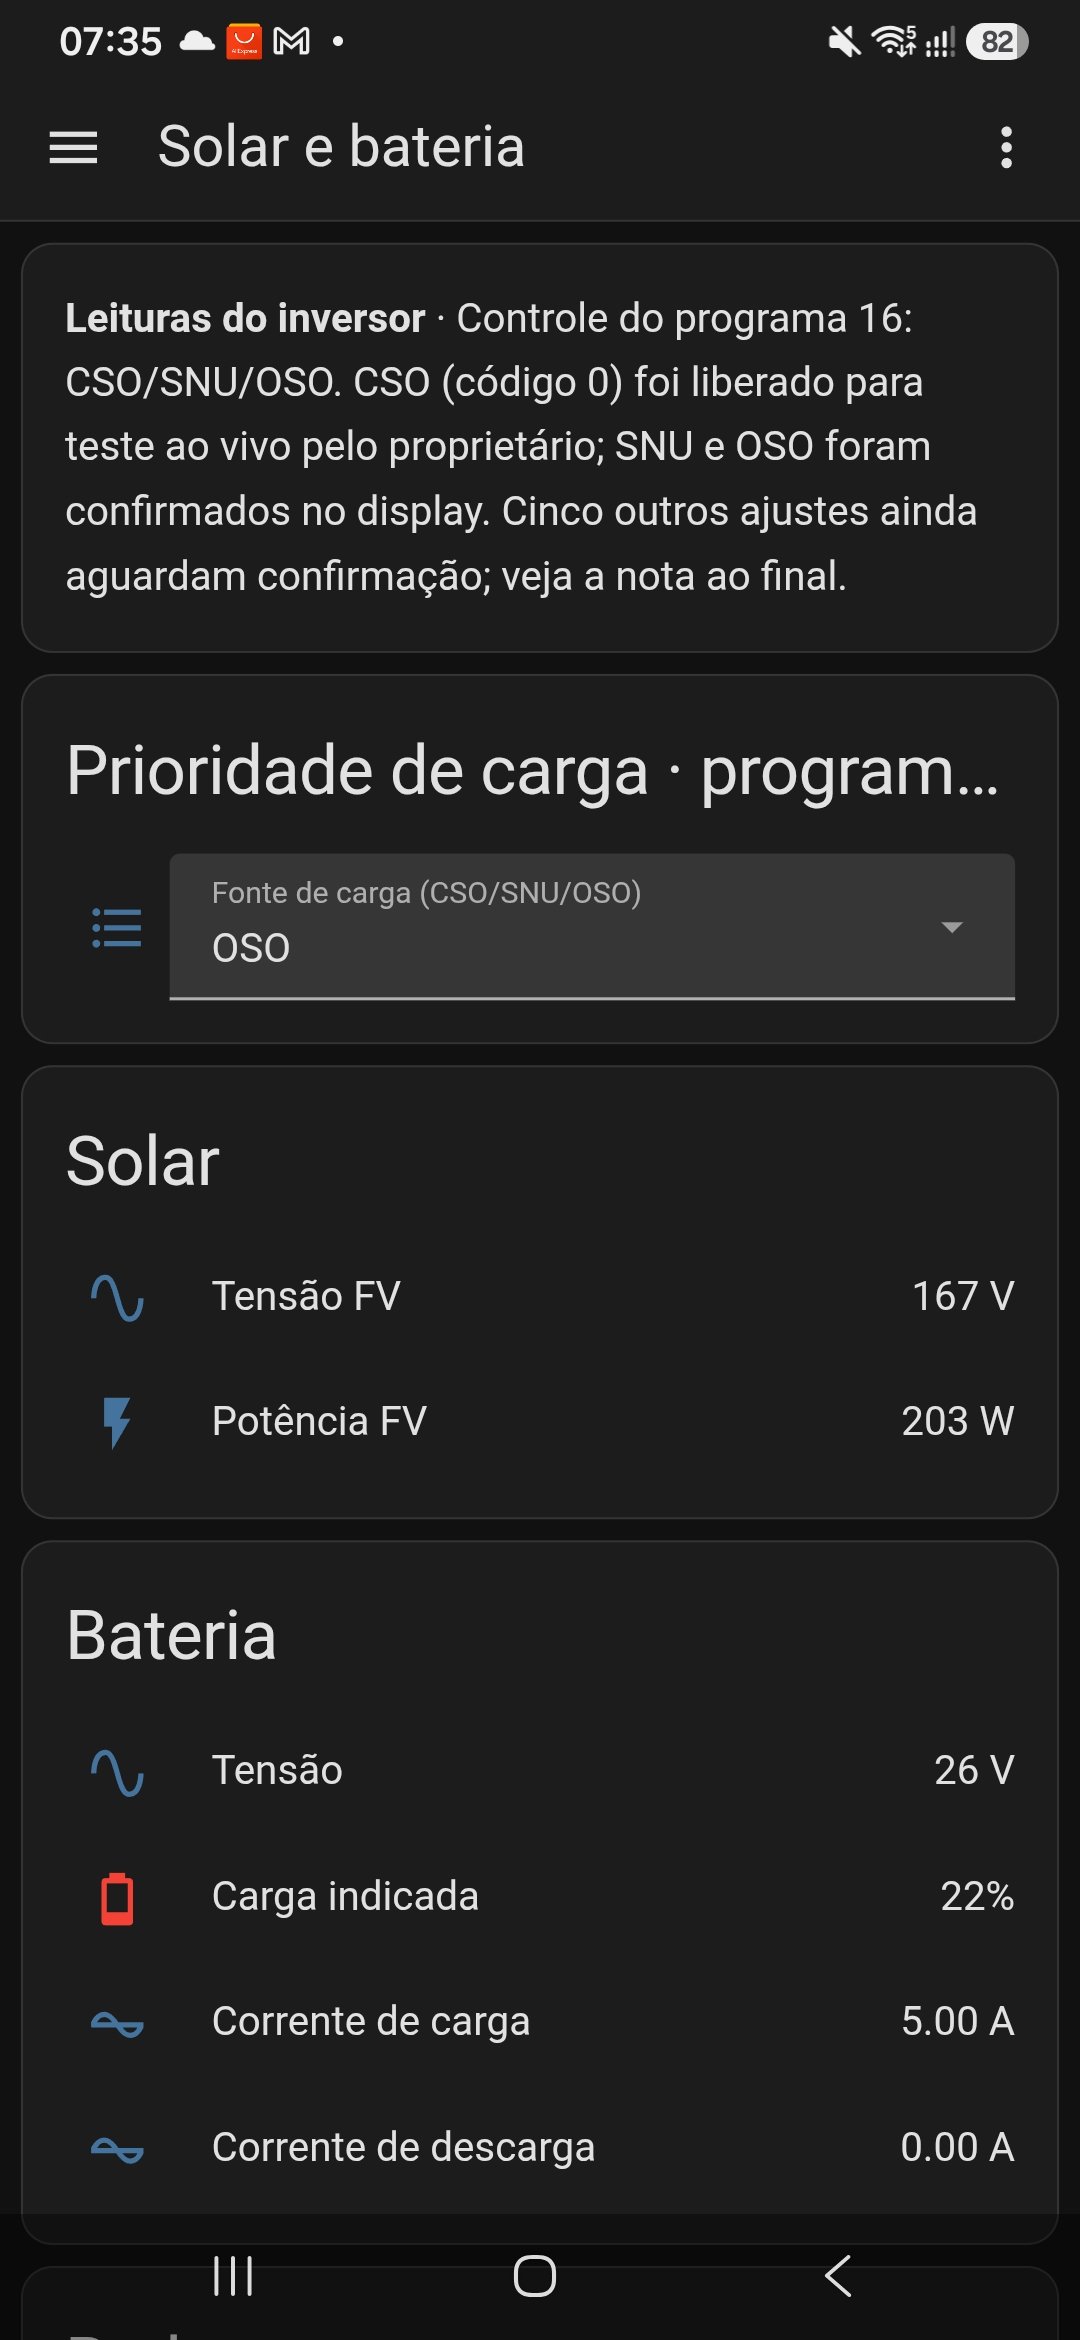 07:35
82
Solar e bateria
Leituras do inversor · Controle do programa 16:
CSO/SNU/OSO. CSO (código 0) foi liberado para
teste ao vivo pelo proprietário; SNU e OSO foram
confirmados no display. Cinco outros ajustes ainda
aguardam confirmação; veja a nota ao final.
Prioridade de carga · program...
Fonte de carga (CSO/SNU/OSO)
OSO
Solar
Tensão FV 167 V
Potência FV 203 W
Bateria
Tensão 26 V
Carga indicada 22%
Corrente de carga 5.00 A
Corrente de descarga 0.00 A